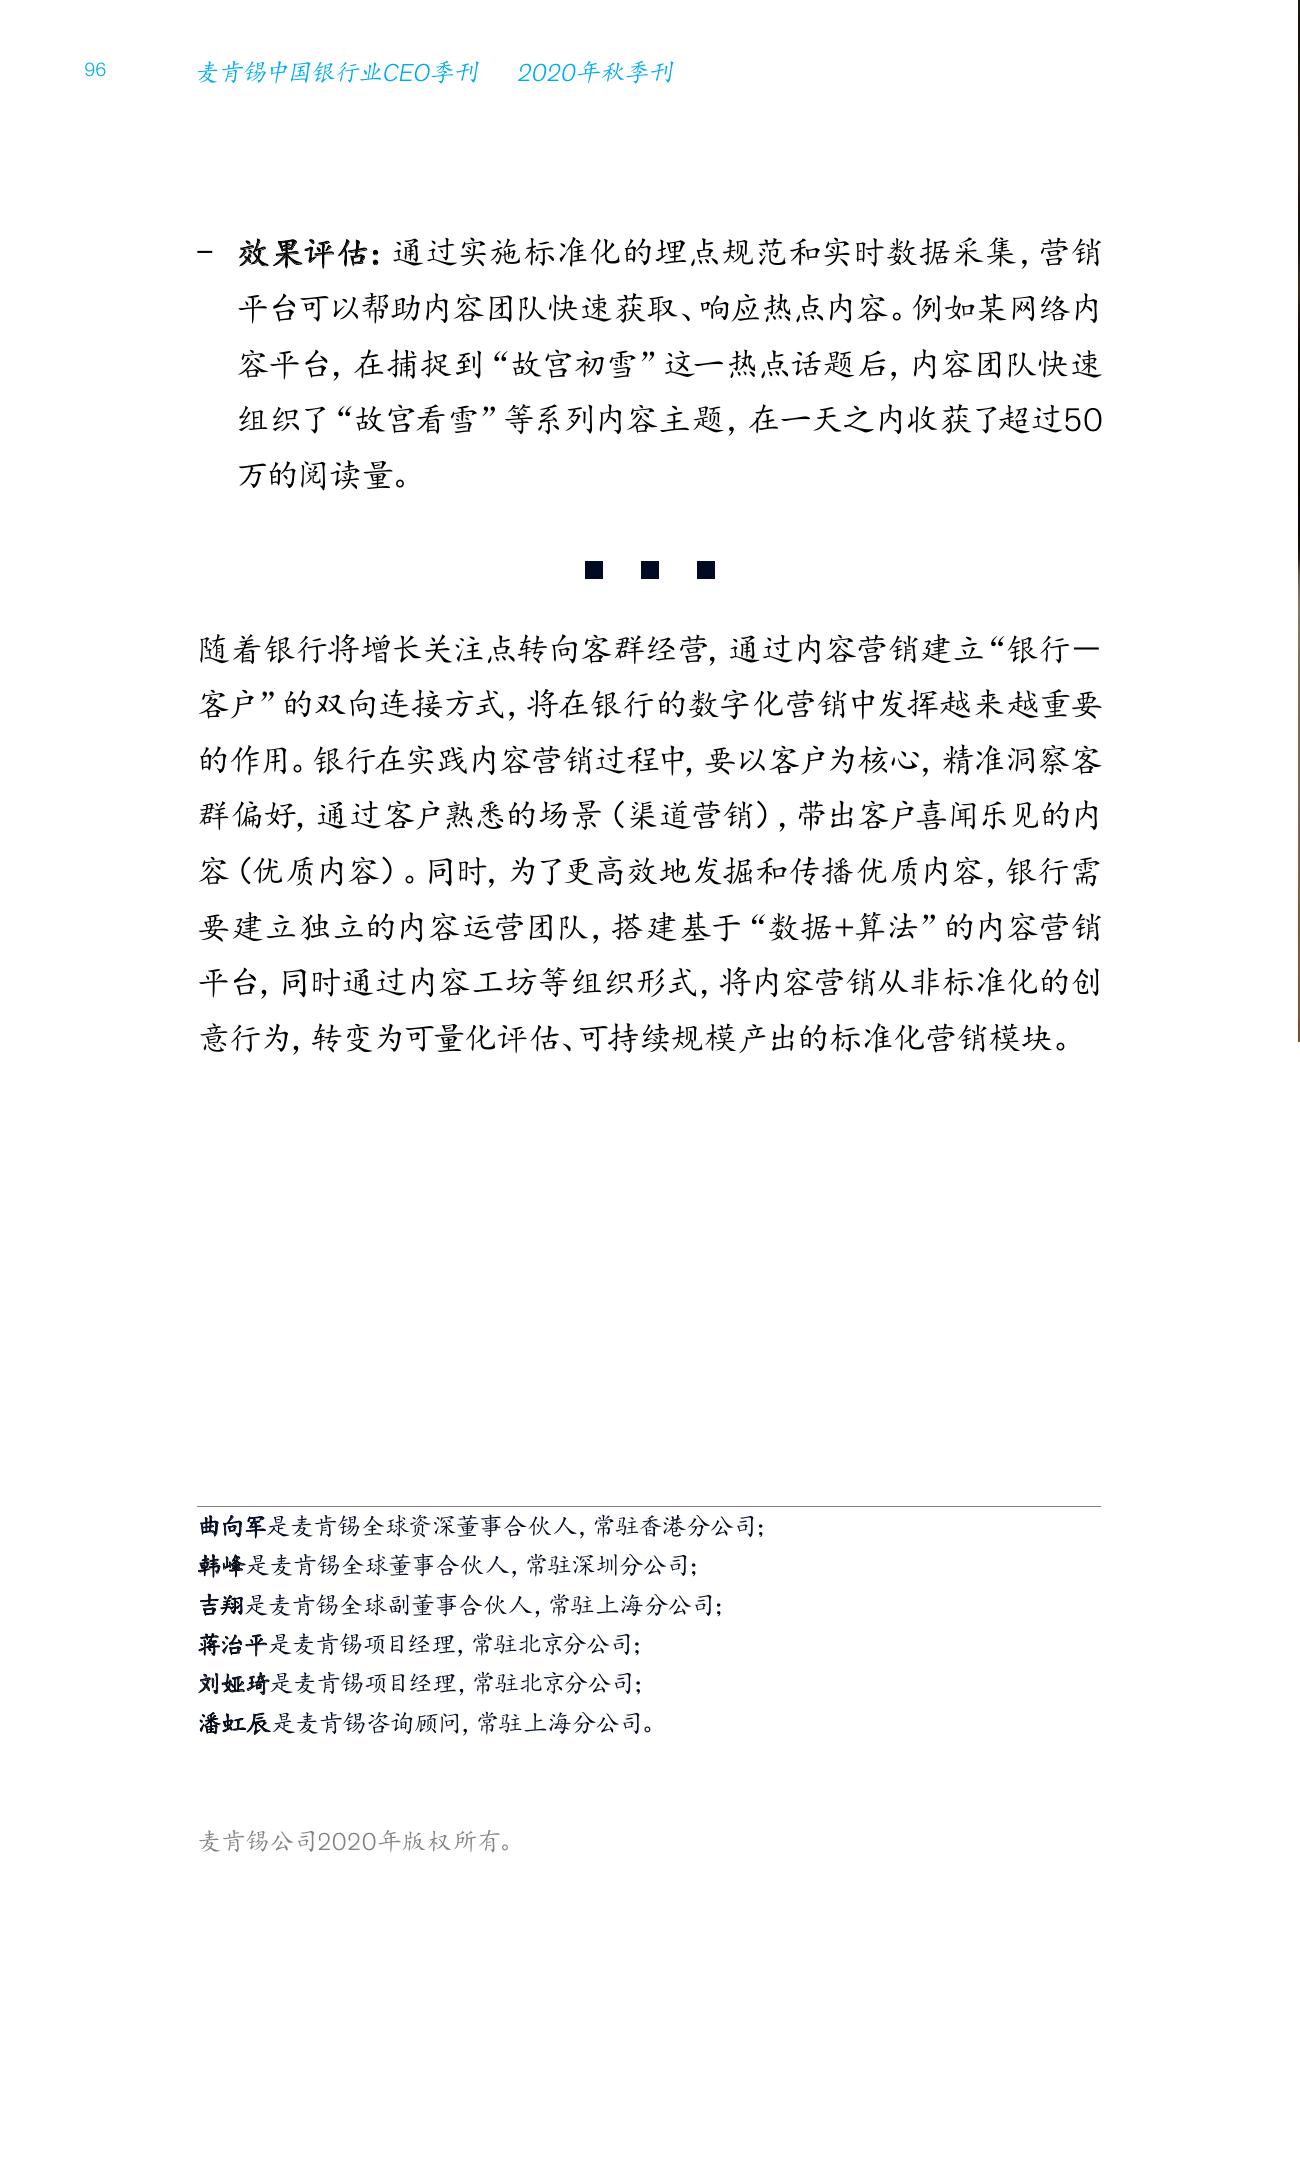 96 麦肯锡中国银行业CEO季刊 2020年秋季刊
– 效果评估：通过实施标准化的埋点规范和实时数据采集，营销
平台可以帮助内容团队快速获取、响应热点内容。例如某网络内
容平台，在捕捉到“故宫初雪”这一热点话题后，内容团队快速
组织了“故宫看雪”等系列内容主题，在一天之内收获了超过50
万的阅读量。
随着银行将增长关注点转向客群经营，通过内容营销建立“银行—
客户”的双向连接方式，将在银行的数字化营销中发挥越来越重要
的作用。银行在实践内容营销过程中，要以客户为核心，精准洞察客
群偏好，通过客户熟悉的场景（渠道营销），带出客户喜闻乐见的内
容（优质内容）。同时，为了更高效地发掘和传播优质内容，银行需
要建立独立的内容运营团队，搭建基于“数据+算法”的内容营销
平台，同时通过内容工坊等组织形式，将内容营销从非标准化的创
意行为，转变为可量化评估、可持续规模产出的标准化营销模块。
曲向军是麦肯锡全球资深董事合伙人，常驻香港分公司；
韩峰是麦肯锡全球董事合伙人，常驻深圳分公司；
吉翔是麦肯锡全球副董事合伙人，常驻上海分公司；
蒋治平是麦肯锡项目经理，常驻北京分公司；
刘娅琦是麦肯锡项目经理，常驻北京分公司；
潘虹辰是麦肯锡咨询顾问，常驻上海分公司。
麦肯锡公司2020年版权所有。